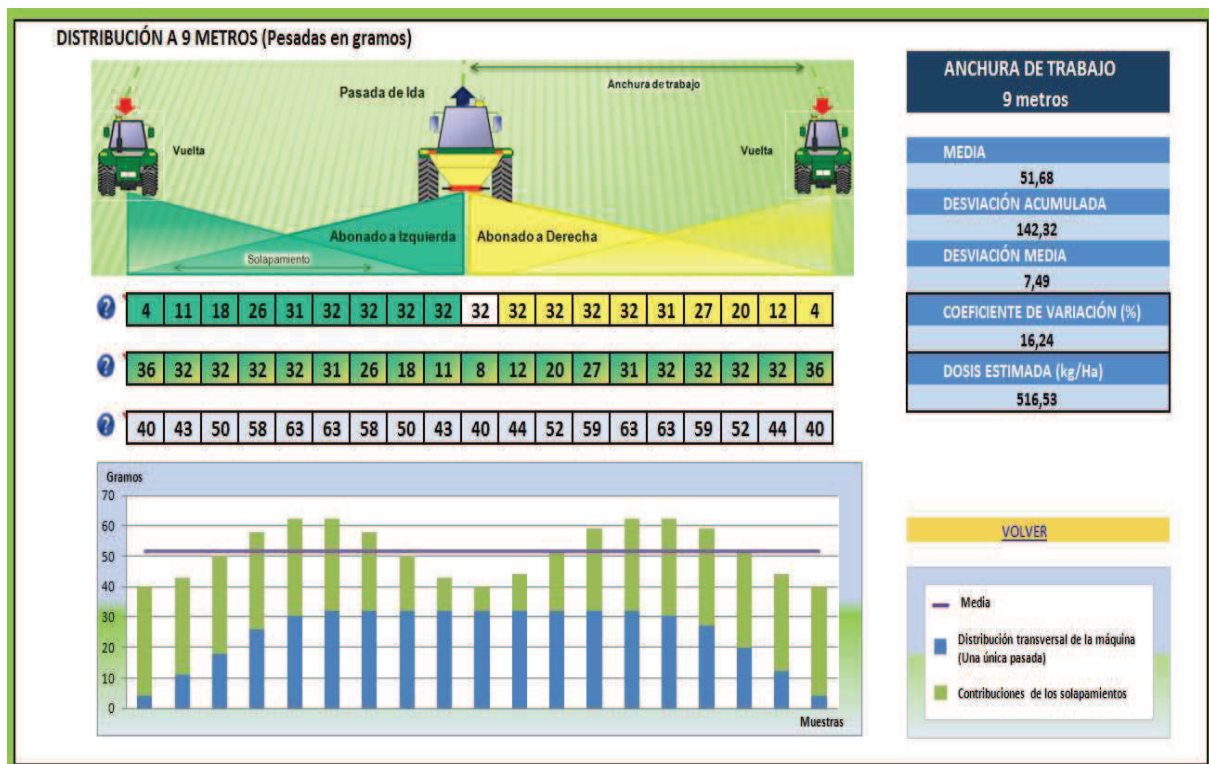 DISTRIBUCIÓN A 9 METROS (Pesadas en gramos)
Pasada de Ida
Anchura de trabajo
Vuelta
Vuelta
Abonado a Izquierda
Abonado a Derecha
Solapamiento
? 4 11 18 26 31 32 32 32 32 32 32 32 32 32 31 27 20 12 4
? 36 32 32 32 32 31 26 18 11 8 12 20 27 31 32 32 32 32 36
? 40 43 50 58 63 63 58 50 43 40 44 52 59 63 63 59 52 44 40
Gramos
70
60
50
40
30
20
10
0
Muestras
ANCHURA DE TRABAJO
9 metros
MEDIA
51,68
DESVIACIÓN ACUMULADA
142,32
DESVIACIÓN MEDIA
7,49
COEFICIENTE DE VARIACIÓN (%)
16,24
DOSIS ESTIMADA (kg/Ha)
516,53
VOLVER
Media
Distribución transversal de la máquina
(Una única pasada)
Contribuciones de los solapamientos